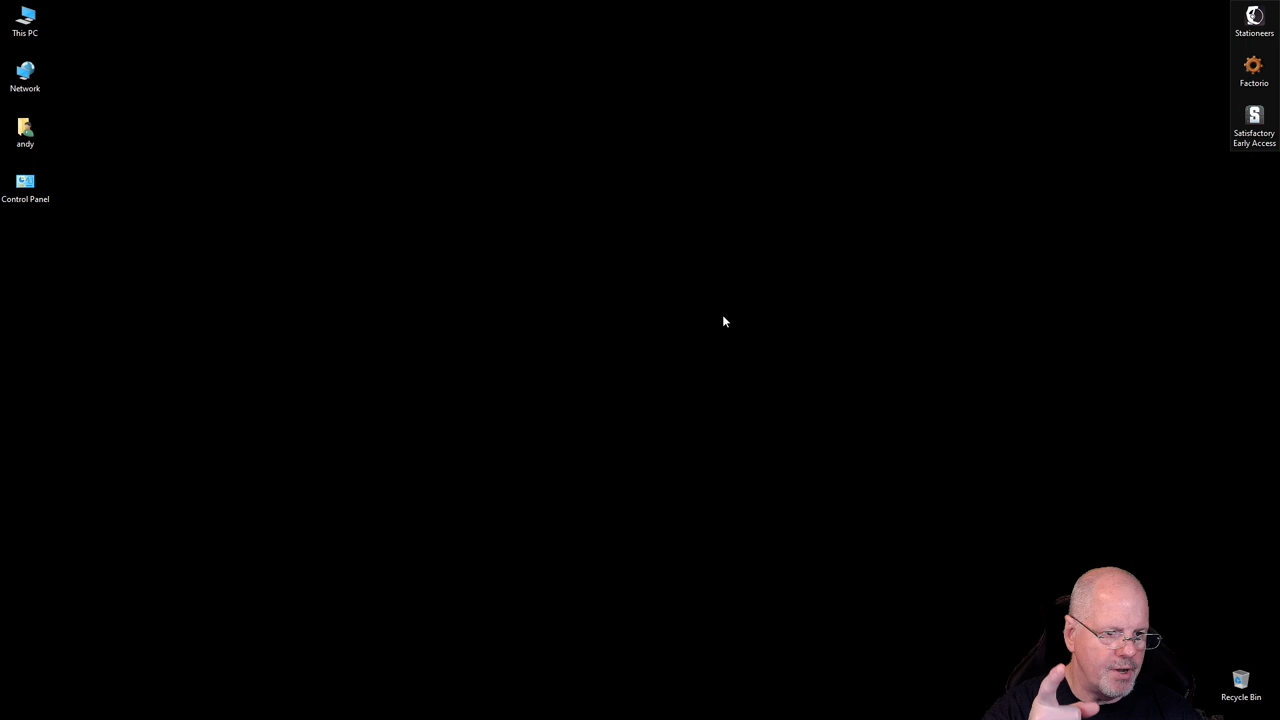 This PC
Network
andy
Control Panel
Stationeers
Factorio
Satisfactory
Early Access
Recycle Bin